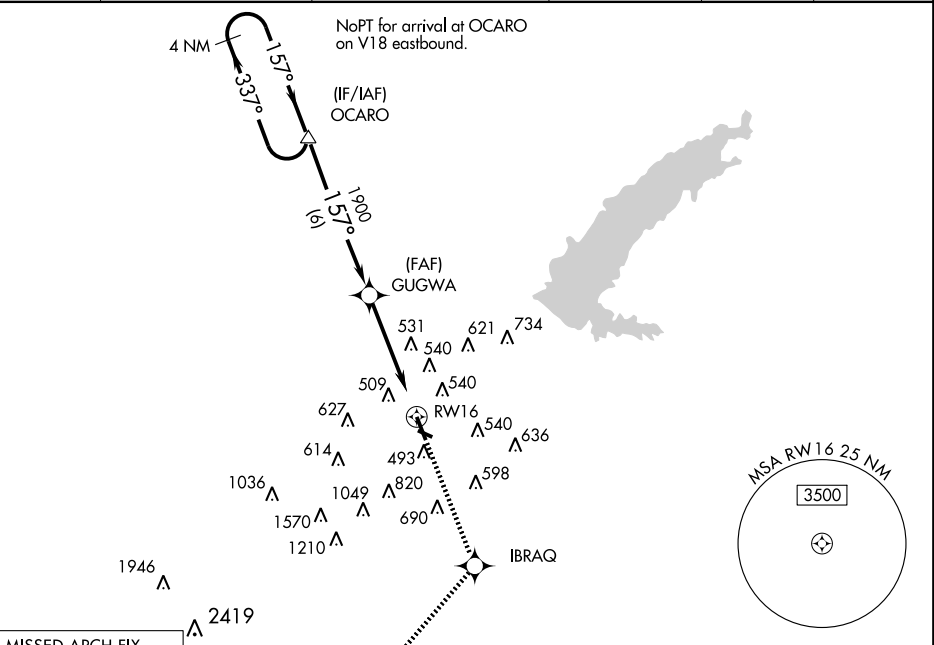 NoPT for arrival at OCARO
on V18 eastbound.
4 NM
157°
337°
(IF/IAF)
OCARO
1900
157°
(6)
(FAF)
GUGWA
531
621
734
540
509
540
627
RW16
540
636
614
493
598
1036
820
1049
690
1570
1210
MSA RW16 25 NM
3500
IBRAQ
1946
2419
MISSED APCH FIX